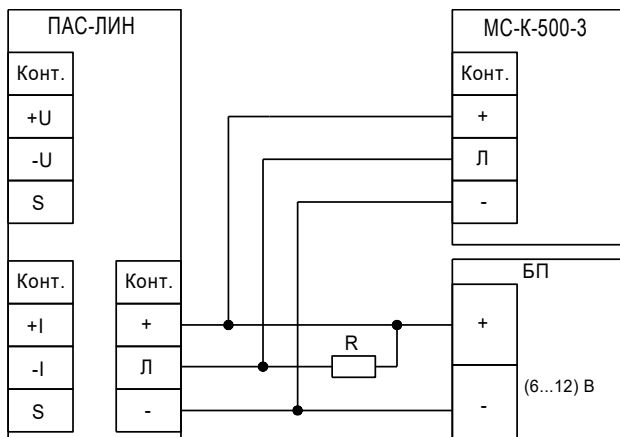 ПАС-ЛИН
Конт.
+U
-U
S
Конт.
+I
-I
S
Конт.
+
Л
-
R
МС-К-500-3
Конт.
+
Л
-
БП
+
-
(6...12) В